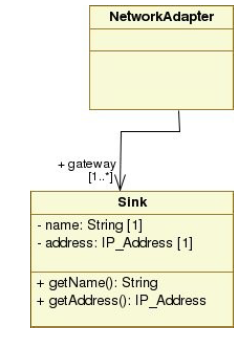 NetworkAdapter
+ gateway
[1..*]
Sink
- name: String [1]
- address: IP_Address [1]
+ getName(): String
+ getAddress(): IP_Address